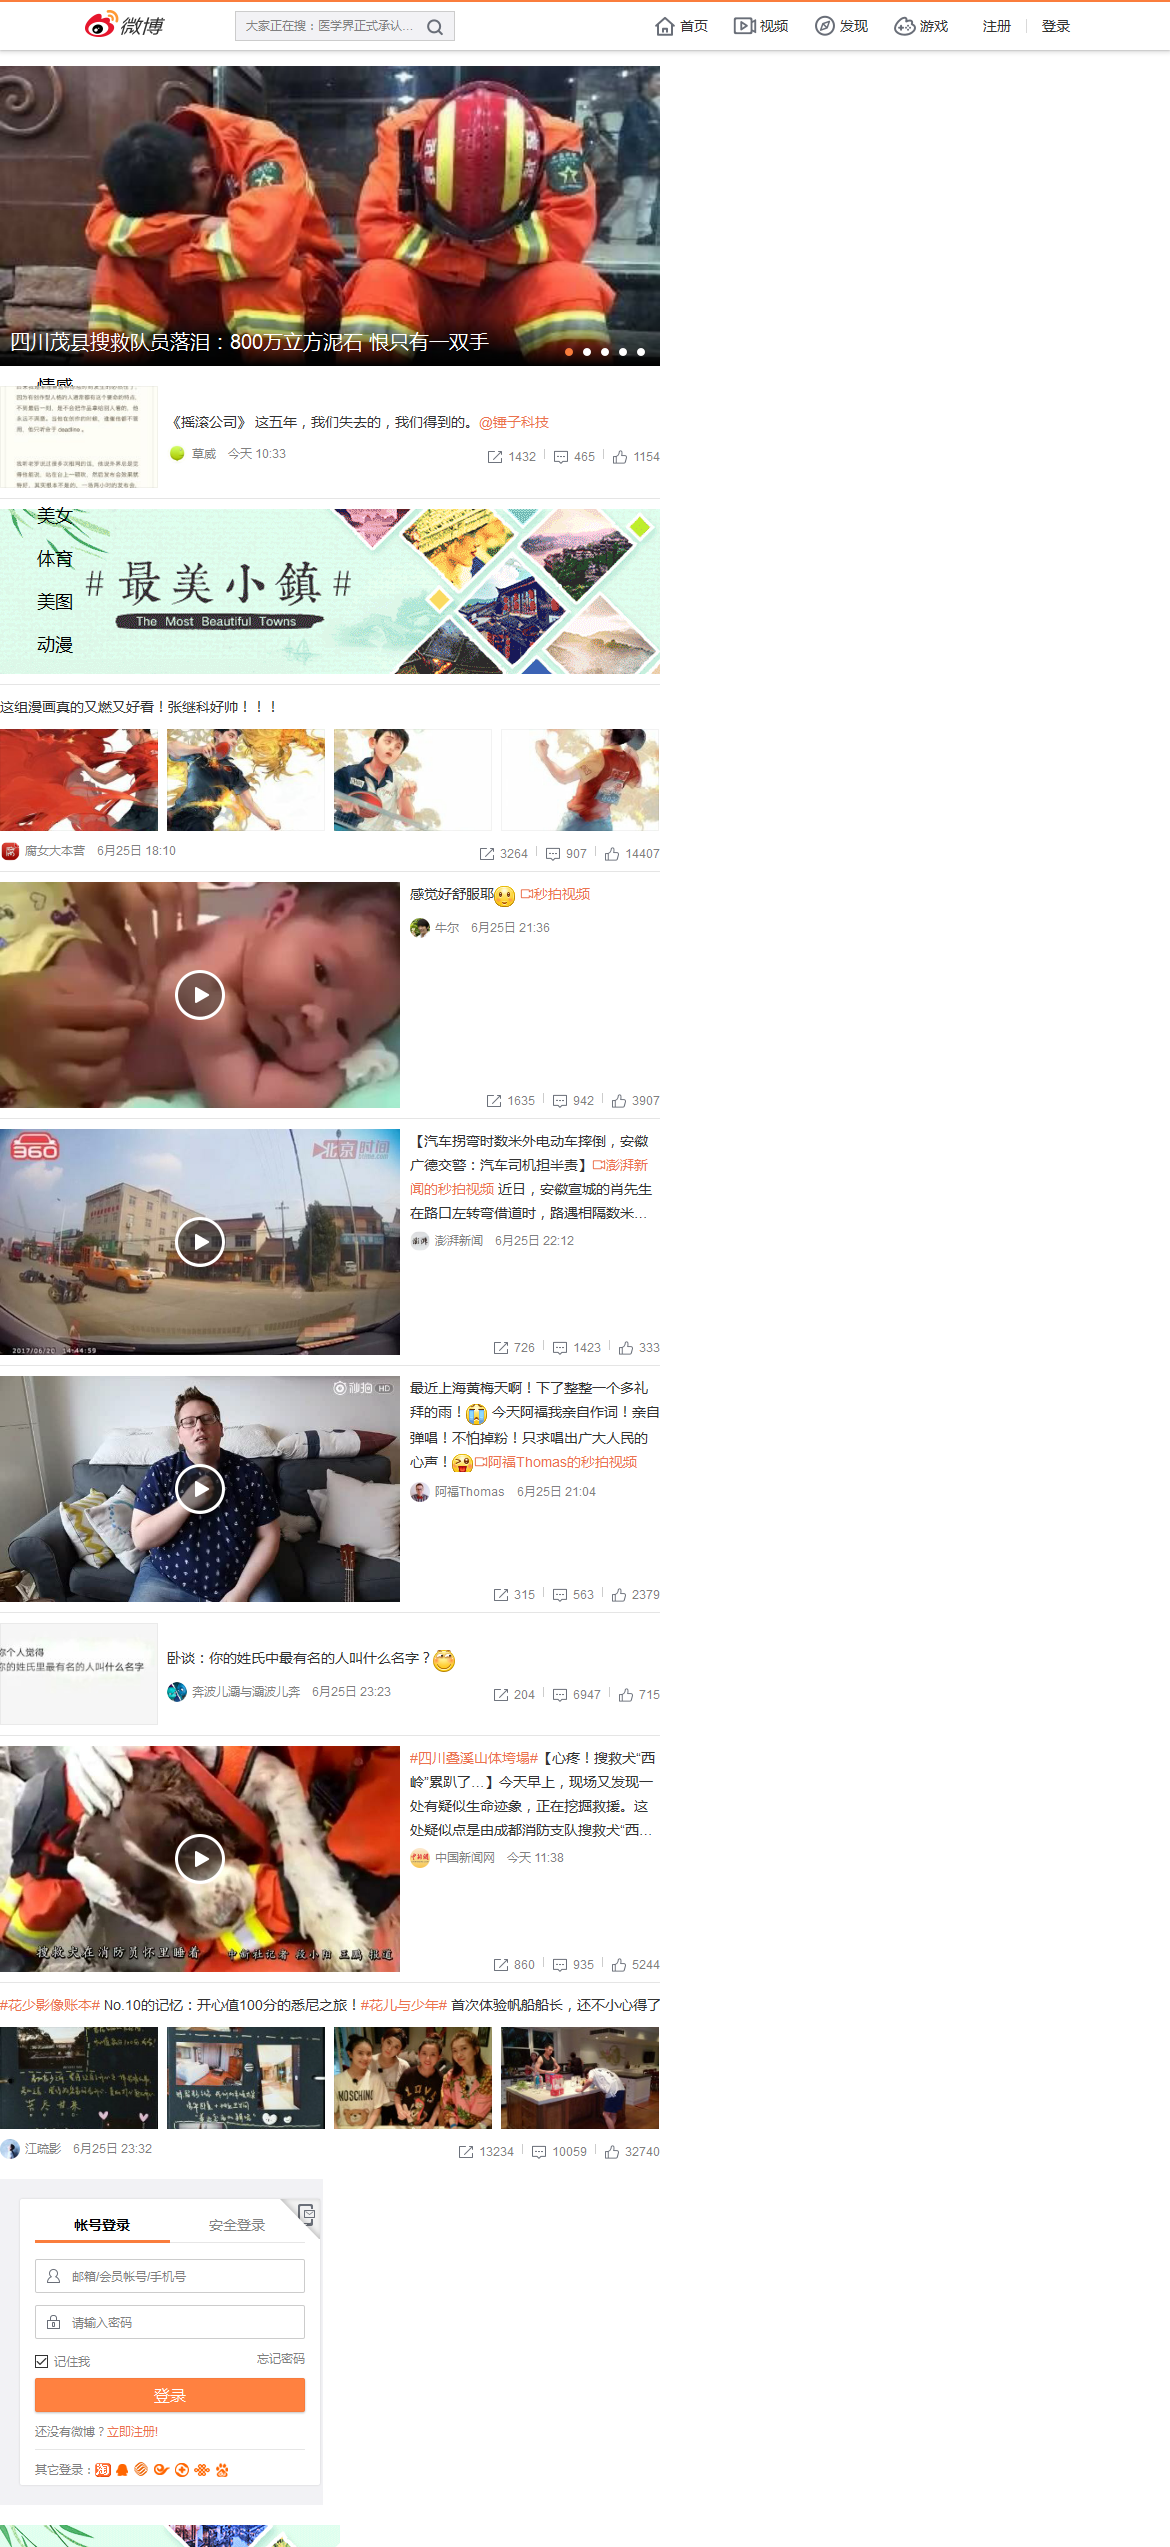 微博
大家正在搜：医学界正式承认...
首页
视频
发现
游戏
注册
登录
四川茂县搜救队员落泪：800万立方泥石 恨只有一双手
情感
《摇滚公司》 这五年，我们失去的，我们得到的。@锤子科技
草威 今天 10:33
1432 465 1154
美女
体育
美图
动漫
#最美小鎮#
The Most Beautiful Towns
这组漫画真的又燃又好看！张继科好帅！！！
腐女大本营 6月25日 18:10
3264 907 14407
感觉好舒服耶 秒拍视频
牛尔 6月25日 21:36
1635 942 3907
360
北京时间
2017/06/20 14:44:59
【汽车拐弯时数米外电动车摔倒，安徽
广德交警：汽车司机担半责】澎湃新
闻的秒拍视频 近日，安徽宣城的肖先生
在路口左转弯借道时，路遇相隔数米...
澎湃新闻 6月25日 22:12
726 1423 333
秒拍 HD
最近上海黄梅天啊！下了整整一个多礼
拜的雨！ 今天阿福我亲自作词！亲自
弹唱！不怕掉粉！只求唱出广大人民的
心声！阿福Thomas的秒拍视频
阿福Thomas 6月25日 21:04
315 563 2379
你个人觉得
你的姓氏里最有名的人叫什么名字
卧谈：你的姓氏中最有名的人叫什么名字？
奔波儿灞与灞波儿奔 6月25日 23:23
204 6947 715
搜救犬在消防员怀里睡着 中新社记者 段小阳 王鹏 报道
#四川叠溪山体垮塌#【心疼！搜救犬“西
岭”累趴了...】今天早上，现场又发现一
处有疑似生命迹象，正在挖掘救援。这
处疑似点是由成都消防支队搜救犬“西...
中国新闻网 今天 11:38
860 935 5244
#花少影像账本# No.10的记忆：开心值100分的悉尼之旅！#花儿与少年# 首次体验帆船船长，还不小心得了
MOSCHINO
江疏影 6月25日 23:32
13234 10059 32740
帐号登录
安全登录
邮箱/会员帐号/手机号
请输入密码
记住我
忘记密码
登录
还没有微博？立即注册!
其它登录：淘